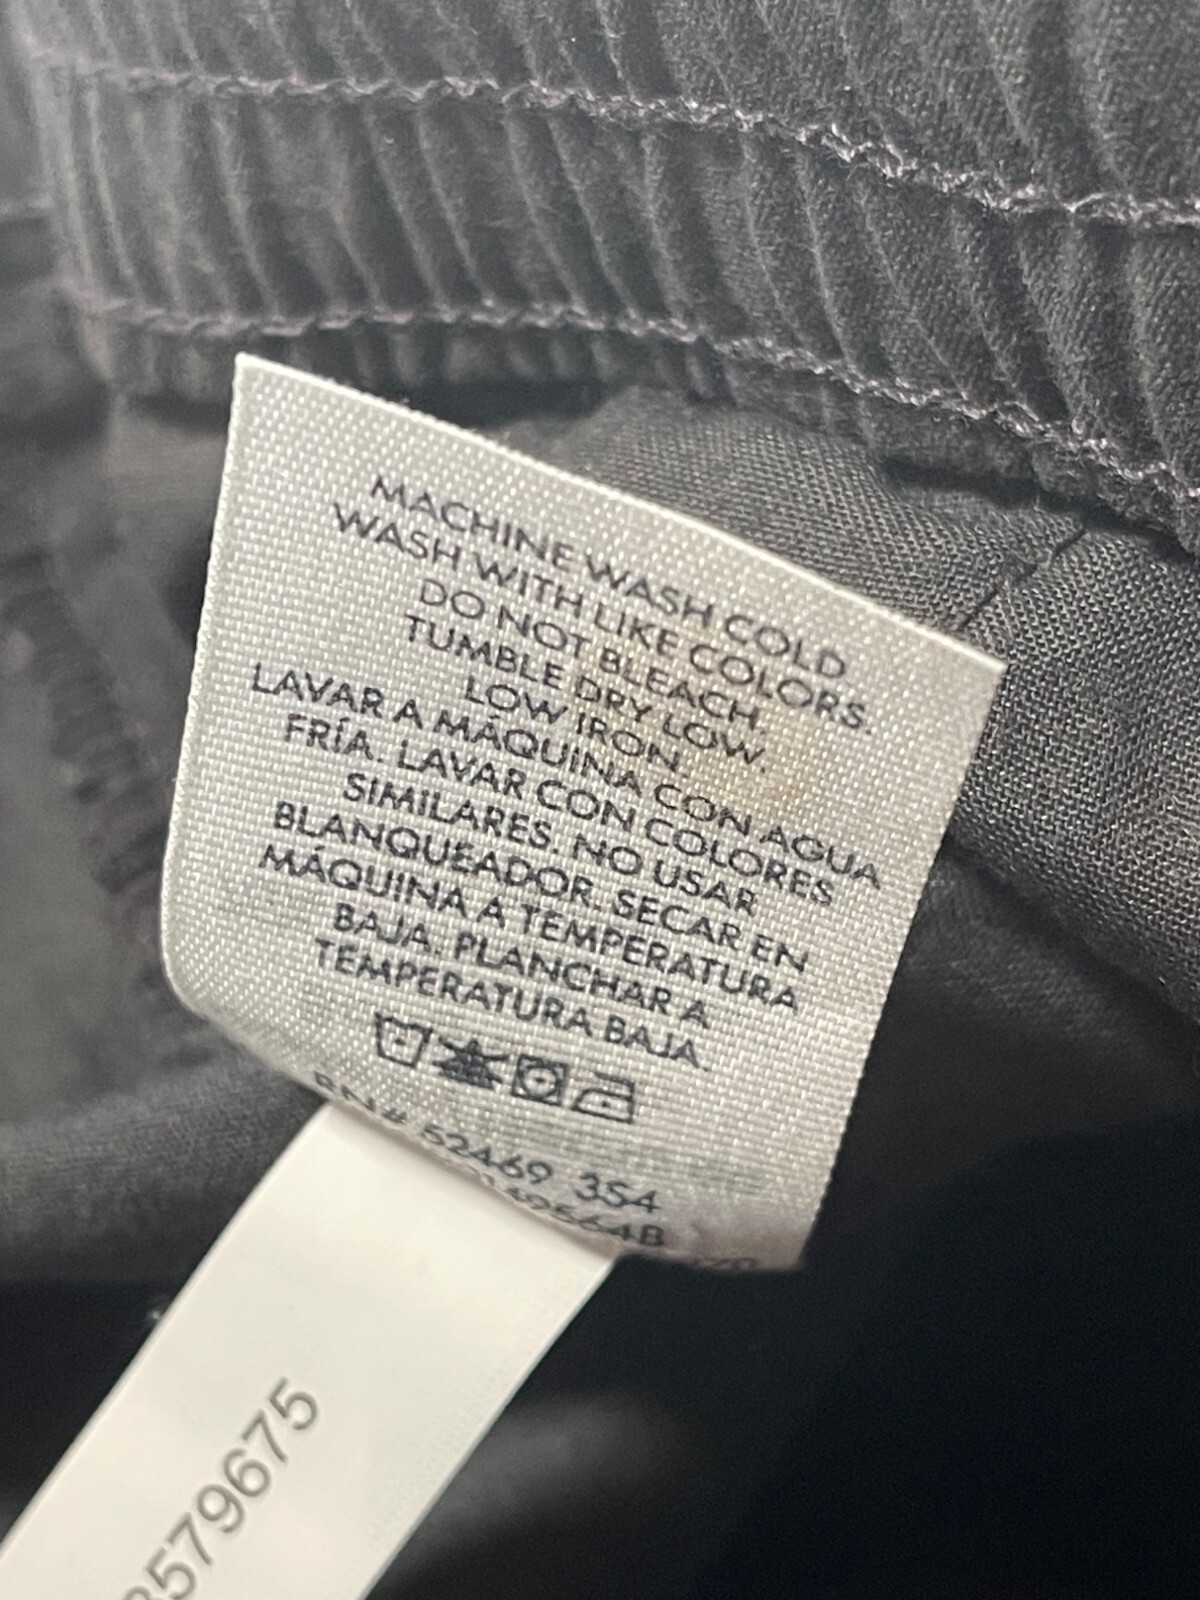 MACHINE WASH COLD
WASH WITH LIKE COLORS.
DO NOT BLEACH.
TUMBLE DRY LOW.
LOW IRON.
LAVAR A MÁQUINA CON AGUA
FRÍA. LAVAR CON COLORES
SIMILARES. NO USAR
BLANQUEADOR. SECAR EN
MÁQUINA A TEMPERATURA
BAJA. PLANCHAR A
TEMPERATURA BAJA.
RN# 52469 354
579675